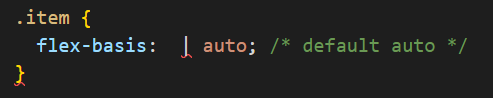 .item {
  flex-basis:  | auto; /* default auto */
}